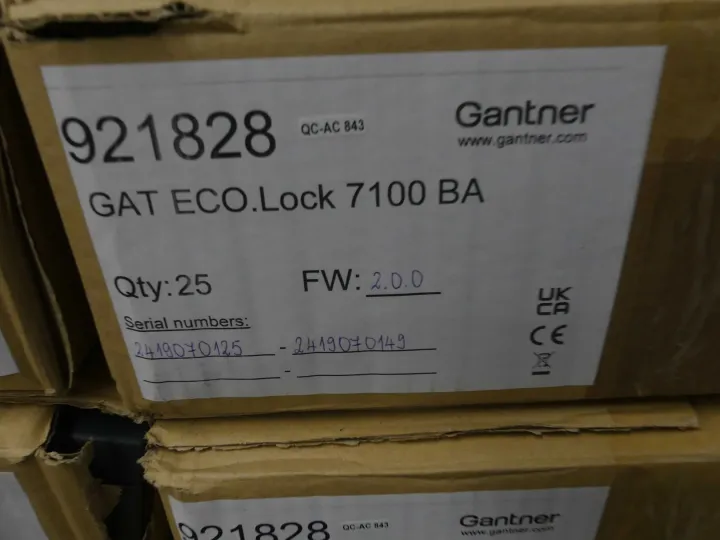 921828 QC-AC 843 Gantner
www.gantner.com
GAT ECO.Lock 7100 BA
Qty: 25 FW: 2.0.0
Serial numbers:
2419070125 - 2419070149
-
UK
CA
CE
921828 QC-AC 843 Gantner
www.gantner.com